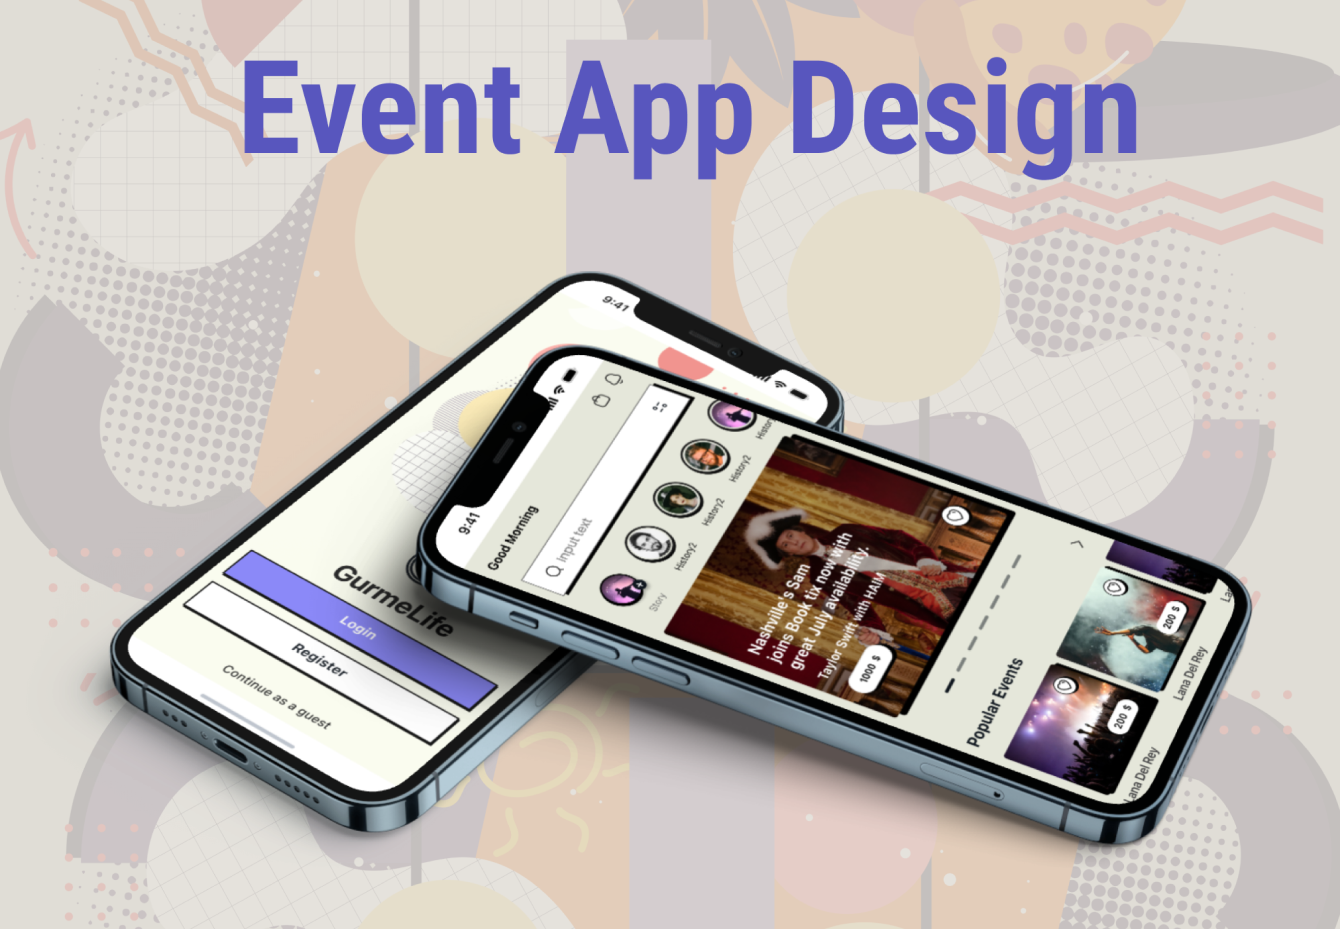 Event App Design
9:41
GurmeLife
Login
Register
Continue as a guest
9:41
Good Morning
Input text
Story
History2
History2
History2
Histor
Nashville's Sam
joins Book tix now with
great July availability.
Taylor Swift with HAIM
1000 $
Popular Events
200 $
Lana Del Rey
200 $
Lana Del Rey
La